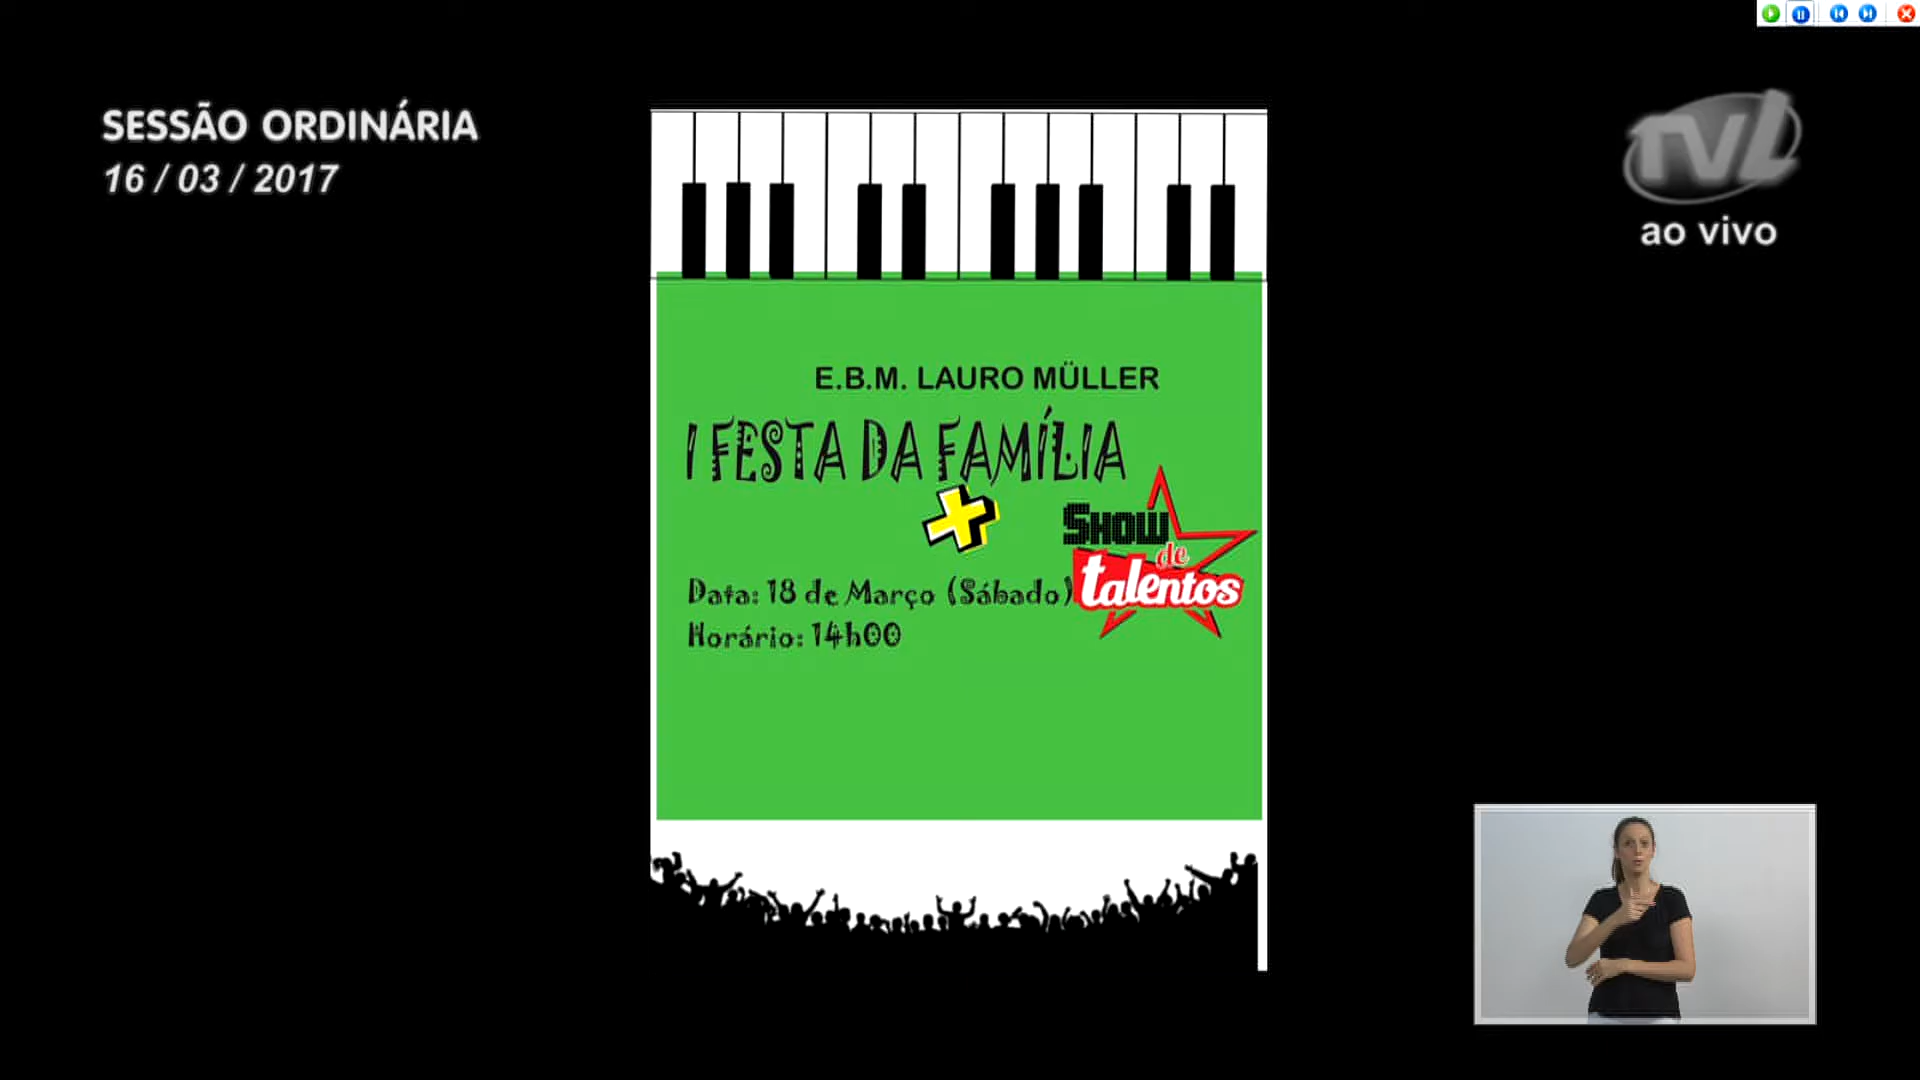 SESSÃO ORDINÁRIA
16 / 03 / 2017
TVL
ao vivo
E.B.M. LAURO MÜLLER
I FESTA DA FAMÍLIA
+
SHOW
de
talentos
Data: 18 de Março (Sábado)
Horário: 14h00